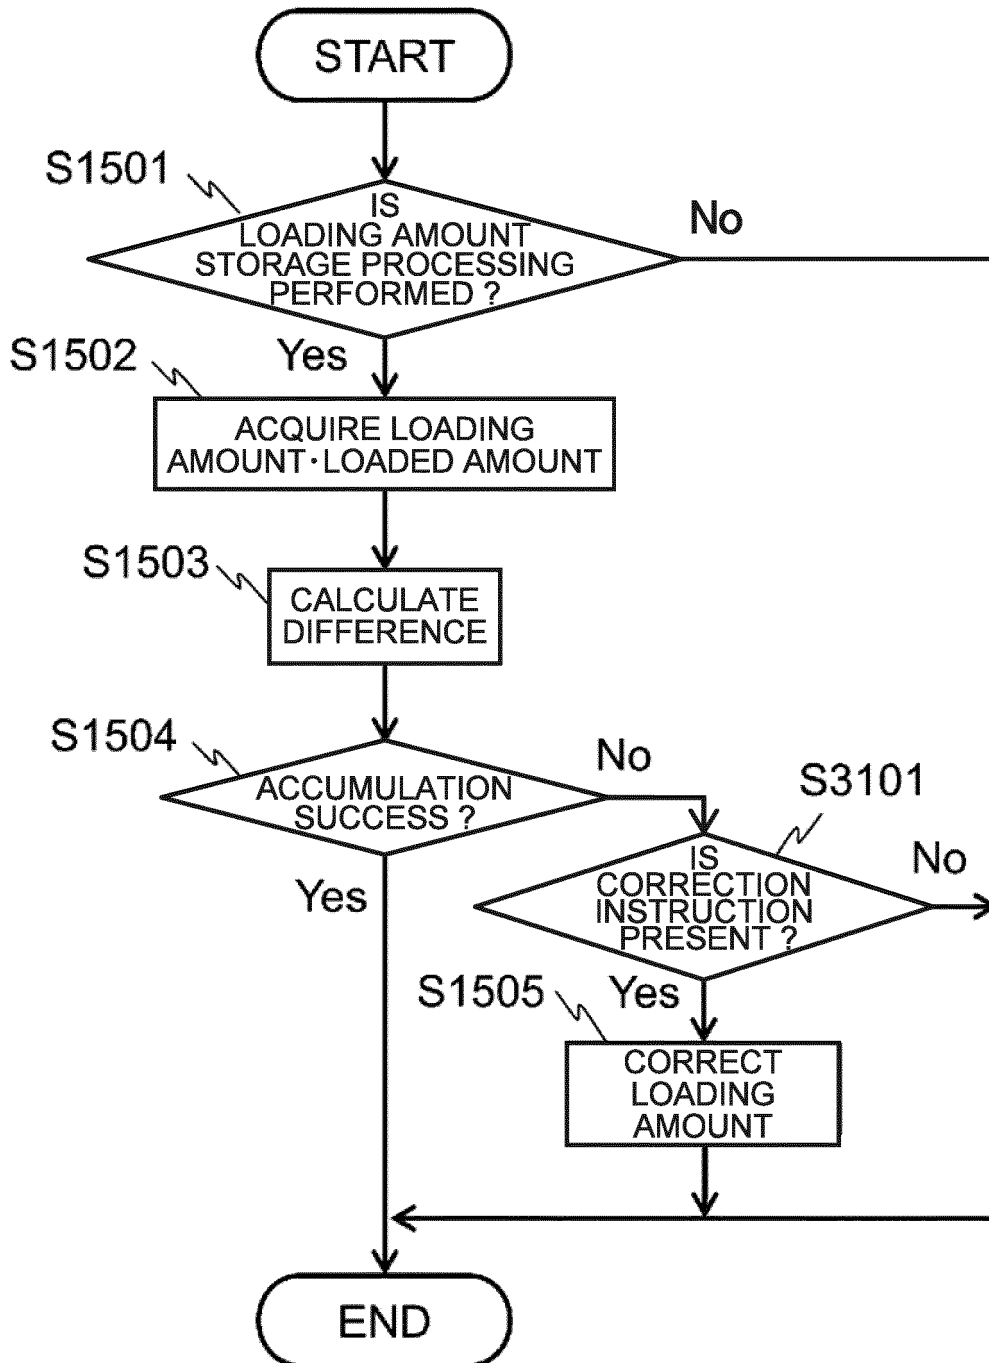 START
S1501
IS
LOADING AMOUNT
STORAGE PROCESSING
PERFORMED ?
No
Yes
S1502
ACQUIRE LOADING
AMOUNT・LOADED AMOUNT
S1503
CALCULATE
DIFFERENCE
S1504
ACCUMULATION
SUCCESS ?
No
Yes
S3101
IS
CORRECTION
INSTRUCTION
PRESENT ?
No
Yes
S1505
CORRECT
LOADING
AMOUNT
END